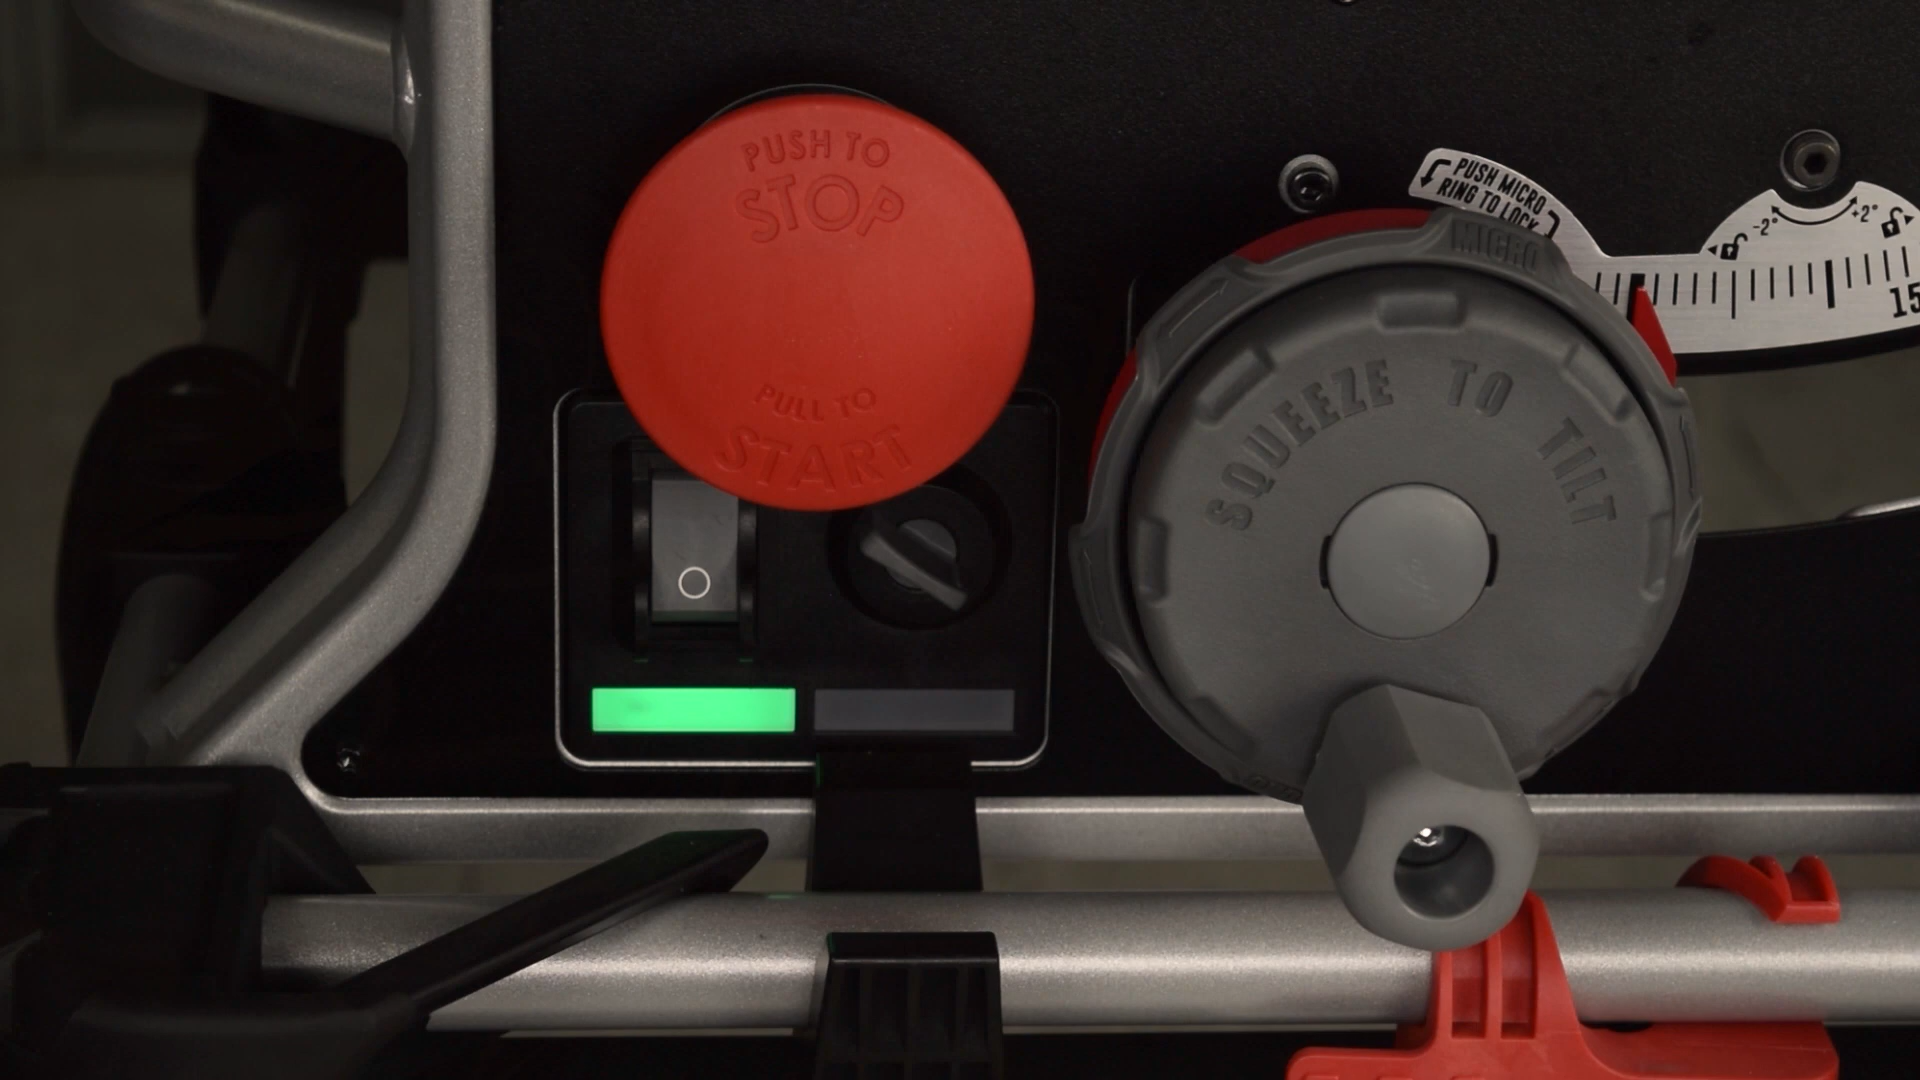 PUSH TO
STOP
PULL TO
START
PUSH MICRO
RING TO LOCK
MICRO
-2° +2°
15
SQUEEZE TO TILT